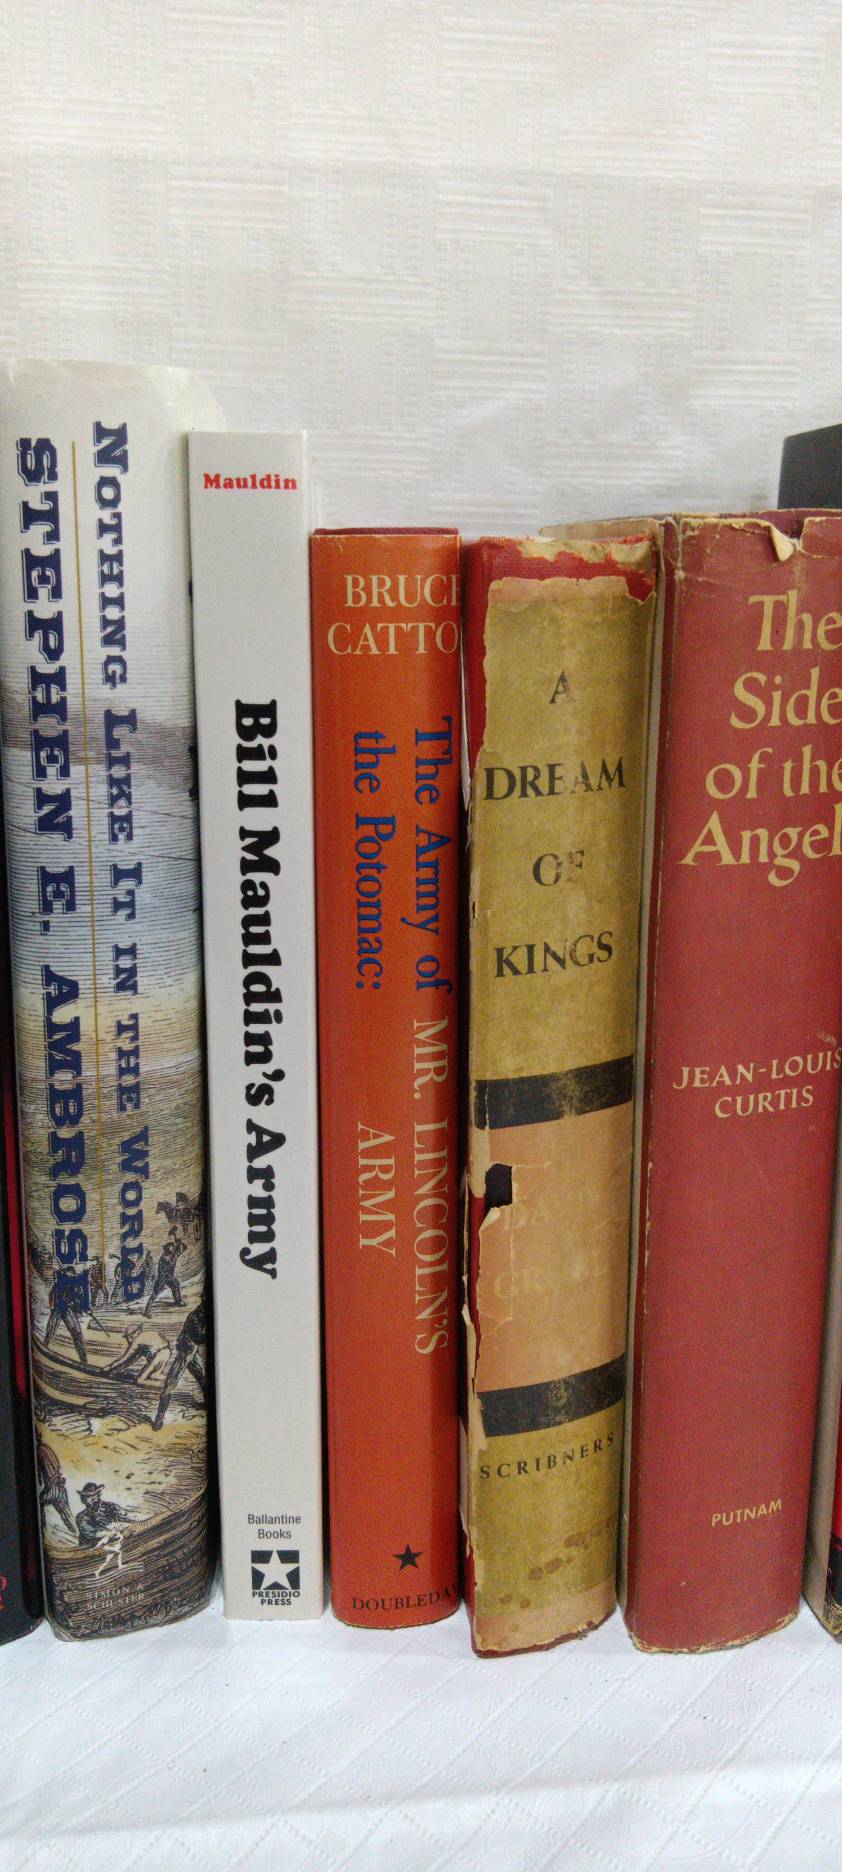 NOTHING LIKE IT IN THE WORLD
STEPHEN E. AMBROSE
SIMON &
SCHUSTER
Mauldin
Bill Mauldin's Army
Ballantine
Books
PRESIDIO
PRESS
BRUCE
CATTO
The Army of MR. LINCOLN'S
the Potomac: ARMY
DOUBLEDAY
A
DREAM
OF
KINGS
SCRIBNERS
The
Side
of the
Angel
JEAN-LOUIS
CURTIS
PUTNAM